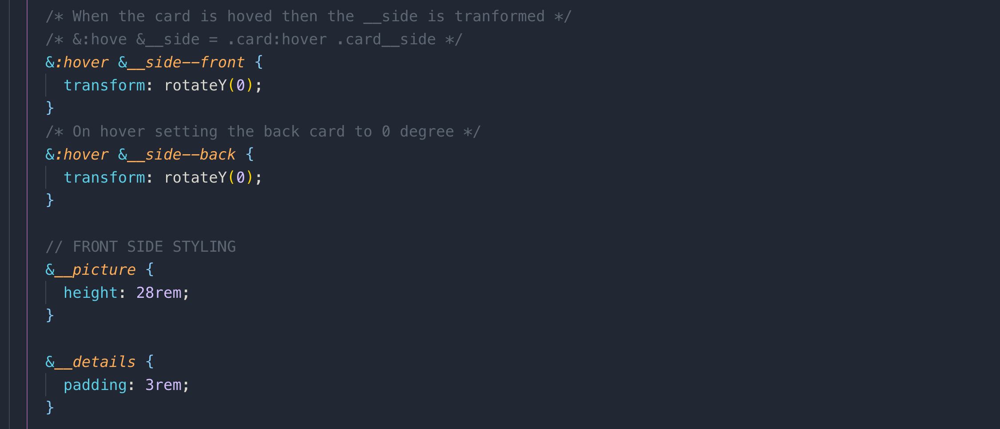 /* When the card is hoved then the __side is tranformed */
/* &:hove &__side = .card:hover .card__side */
&:hover &__side--front {
transform: rotateY(0);
}
/* On hover setting the back card to 0 degree */
&:hover &__side--back {
transform: rotateY(0);
}
// FRONT SIDE STYLING
&__picture {
height: 28rem;
}
&__details {
padding: 3rem;
}